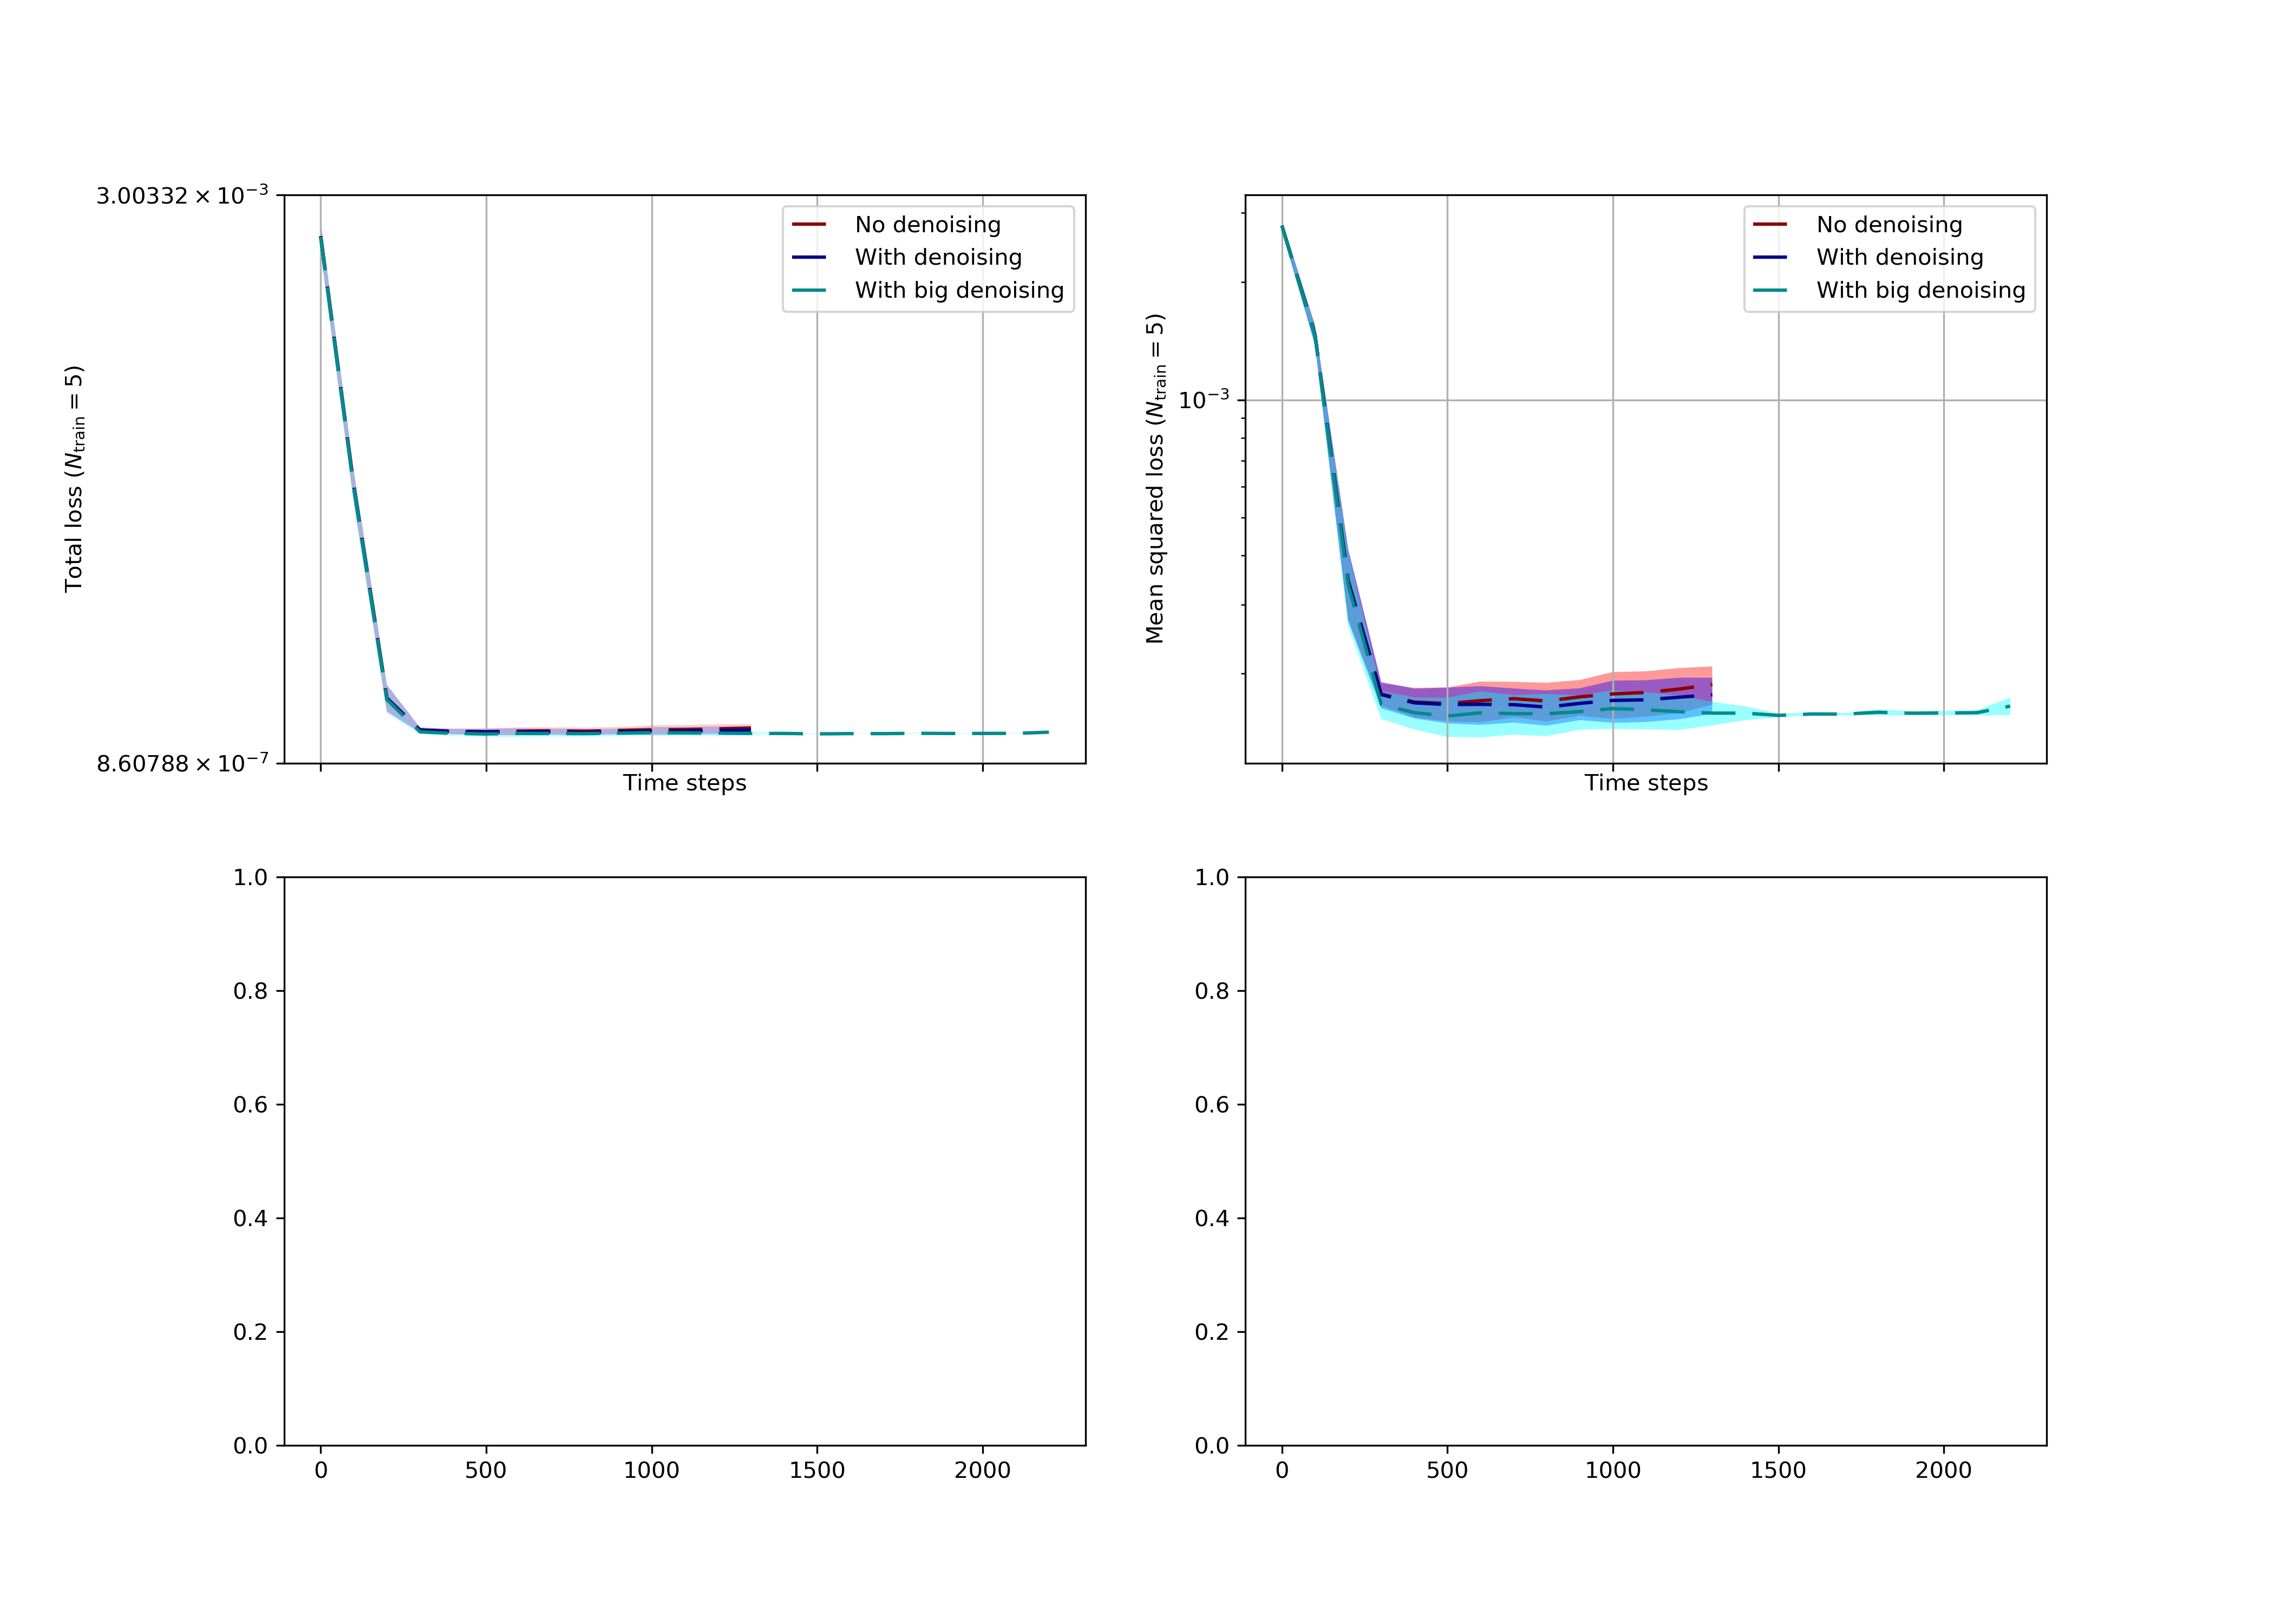 3.00332 × 10⁻³
8.60788 × 10⁻⁷
Total loss (N_train = 5)
No denoising
With denoising
With big denoising
Time steps
10⁻³
Mean squared loss (N_train = 5)
No denoising
With denoising
With big denoising
Time steps
1.0
0.8
0.6
0.4
0.2
0.0
0 500 1000 1500 2000
1.0
0.8
0.6
0.4
0.2
0.0
0 500 1000 1500 2000